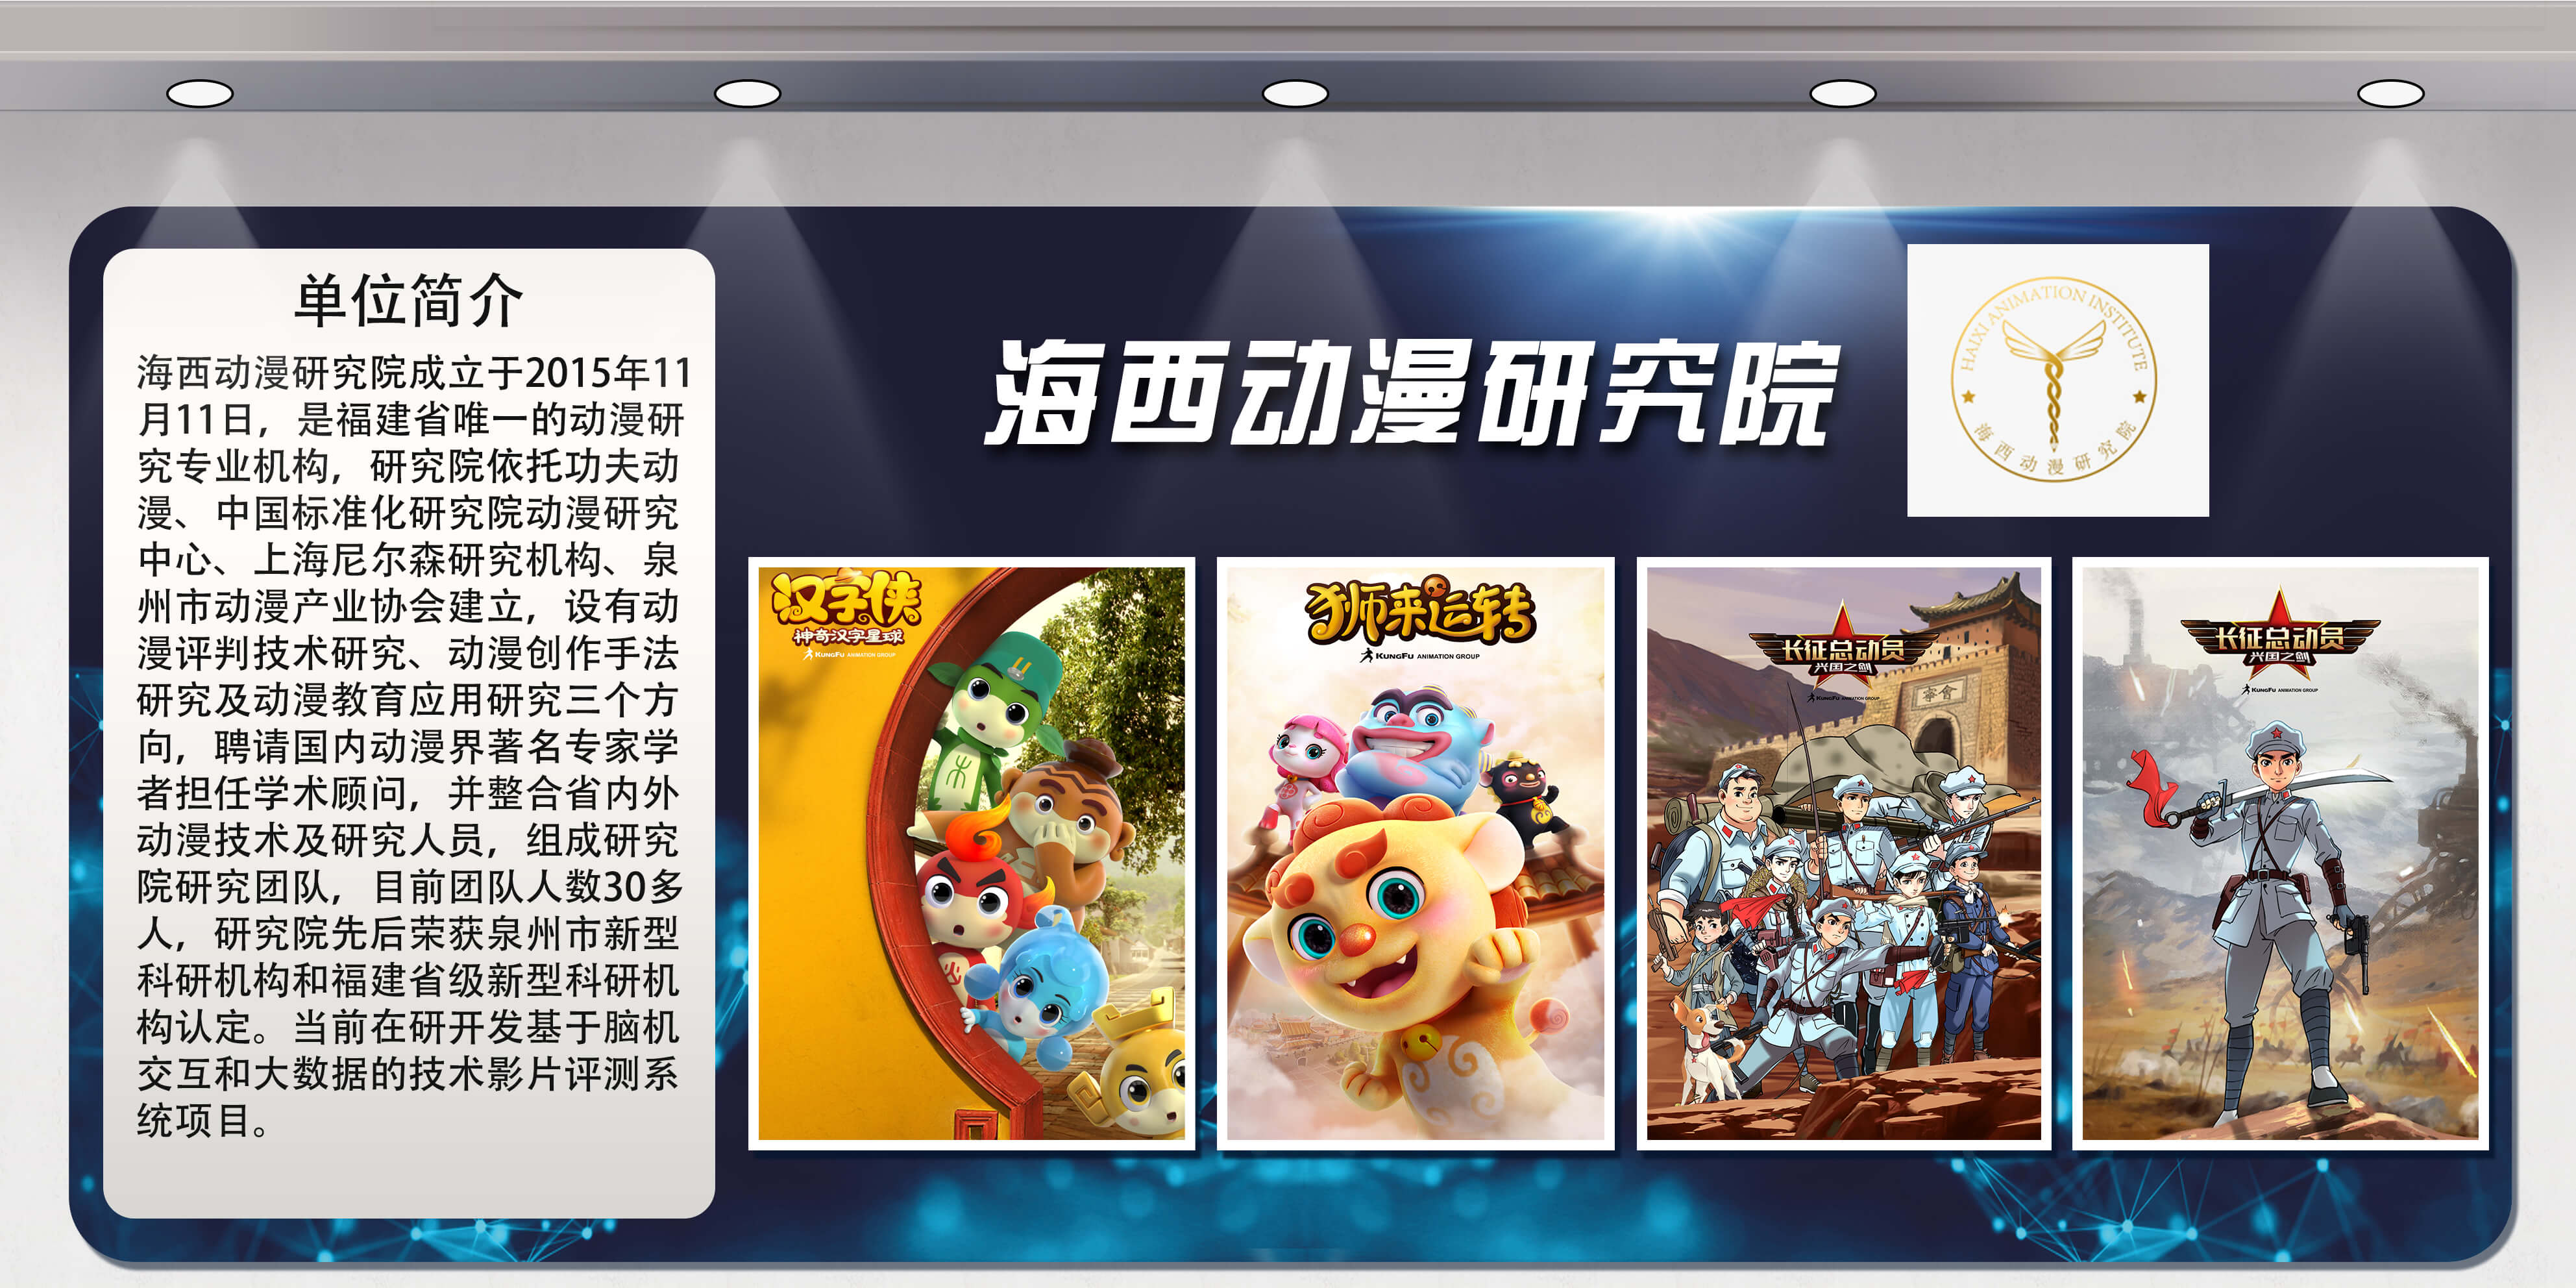 单位简介
海西动漫研究院成立于2015年11
月11日，是福建省唯一的动漫研
究专业机构，研究院依托功夫动
漫、中国标准化研究院动漫研究
中心、上海尼尔森研究机构、泉
州市动漫产业协会建立，设有动
漫评判技术研究、动漫创作手法
研究及动漫教育应用研究三个方
向，聘请国内动漫界著名专家学
者担任学术顾问，并整合省内外
动漫技术及研究人员，组成研究
院研究团队，目前团队人数30多
人，研究院先后荣获泉州市新型
科研机构和福建省级新型科研机
构认定。当前在研开发基于脑机
交互和大数据的技术影片评测系
统项目。
海西动漫研究院
HAIXI ANIMATION INSTITUTE
海西动漫研究院
汉字侠
神奇汉字星球
KUNGFU ANIMATION GROUP
火
狮来运转
KUNGFU ANIMATION GROUP
长征总动员
兴国之剑
KUNGFU ANIMATION GROUP
寧會
长征总动员
兴国之剑
KUNGFU ANIMATION GROUP